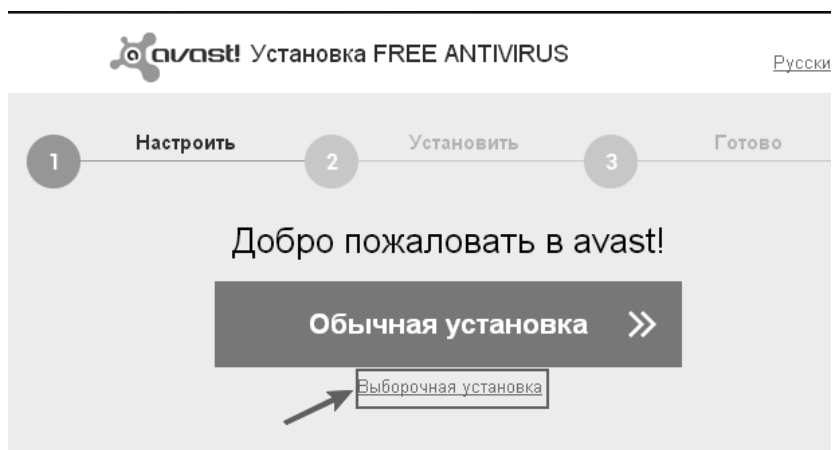 avast! Установка FREE ANTIVIRUS
Русски
1 Настроить 2 Установить 3 Готово
Добро пожаловать в avast!
Обычная установка
Выборочная установка